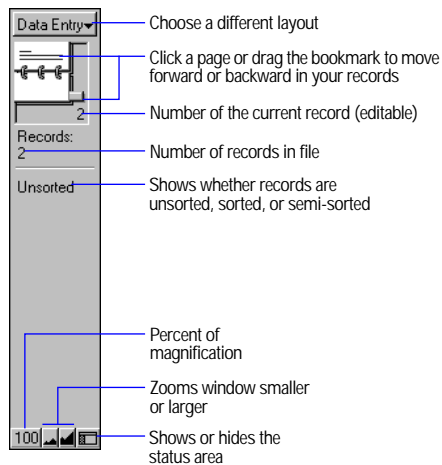 Data Entry
Choose a different layout
Click a page or drag the bookmark to move
forward or backward in your records
2
Number of the current record (editable)
Records:
2
Number of records in file
Unsorted
Shows whether records are
unsorted, sorted, or semi-sorted
Percent of
magnification
Zooms window smaller
or larger
100
Shows or hides the
status area